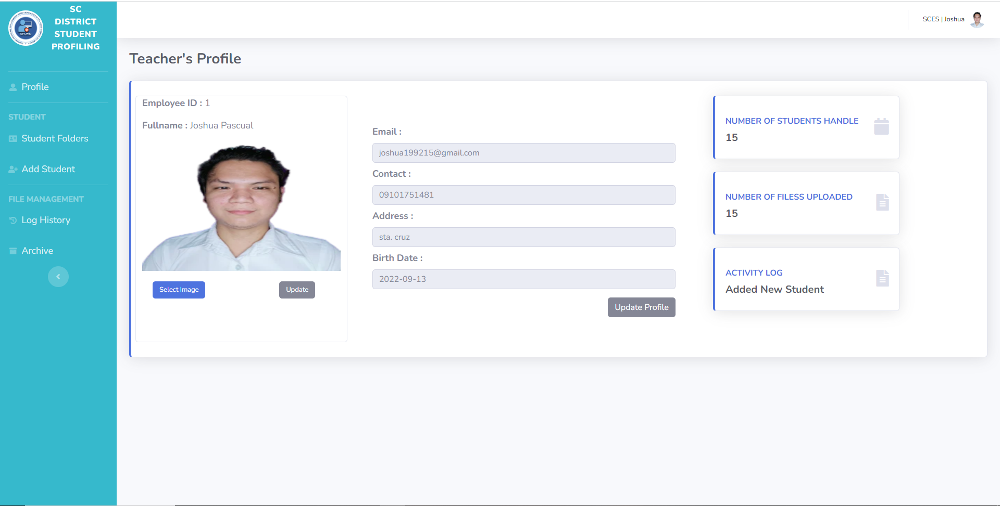 SC
DISTRICT
STUDENT
PROFILING
SCES | Joshua
Profile
STUDENT
Student Folders
Add Student
FILE MANAGEMENT
Log History
Archive
Teacher's Profile
Employee ID : 1
Fullname : Joshua Pascual
Select Image
Update
Email :
joshua199215@gmail.com
Contact :
09101751481
Address :
sta. cruz
Birth Date :
2022-09-13
Update Profile
NUMBER OF STUDENTS HANDLE
15
NUMBER OF FILESS UPLOADED
15
ACTIVITY LOG
Added New Student